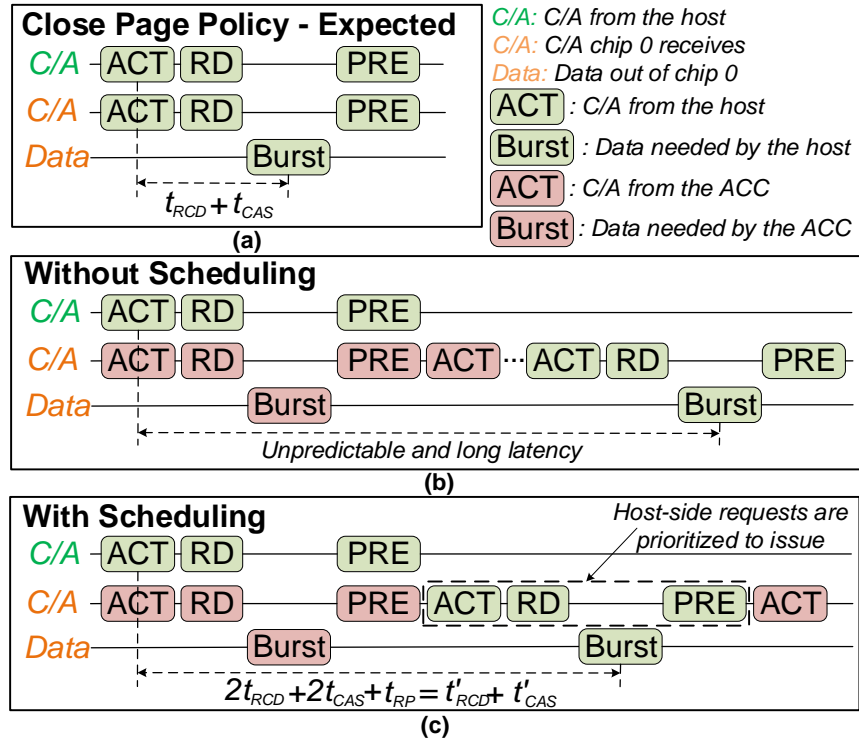 Close Page Policy - Expected
C/A ACT RD PRE
C/A ACT RD PRE
Data Burst
tRCD + tCAS
(a)
C/A: C/A from the host
C/A: C/A chip 0 receives
Data: Data out of chip 0
ACT : C/A from the host
Burst : Data needed by the host
ACT : C/A from the ACC
Burst : Data needed by the ACC
Without Scheduling
C/A ACT RD PRE
C/A ACT RD PRE ACT ... ACT RD PRE
Data Burst Burst
Unpredictable and long latency
(b)
With Scheduling
Host-side requests are
prioritized to issue
C/A ACT RD PRE
C/A ACT RD PRE ACT RD PRE ACT
Data Burst Burst
2tRCD + 2tCAS + tRP = t'RCD + t'CAS
(c)